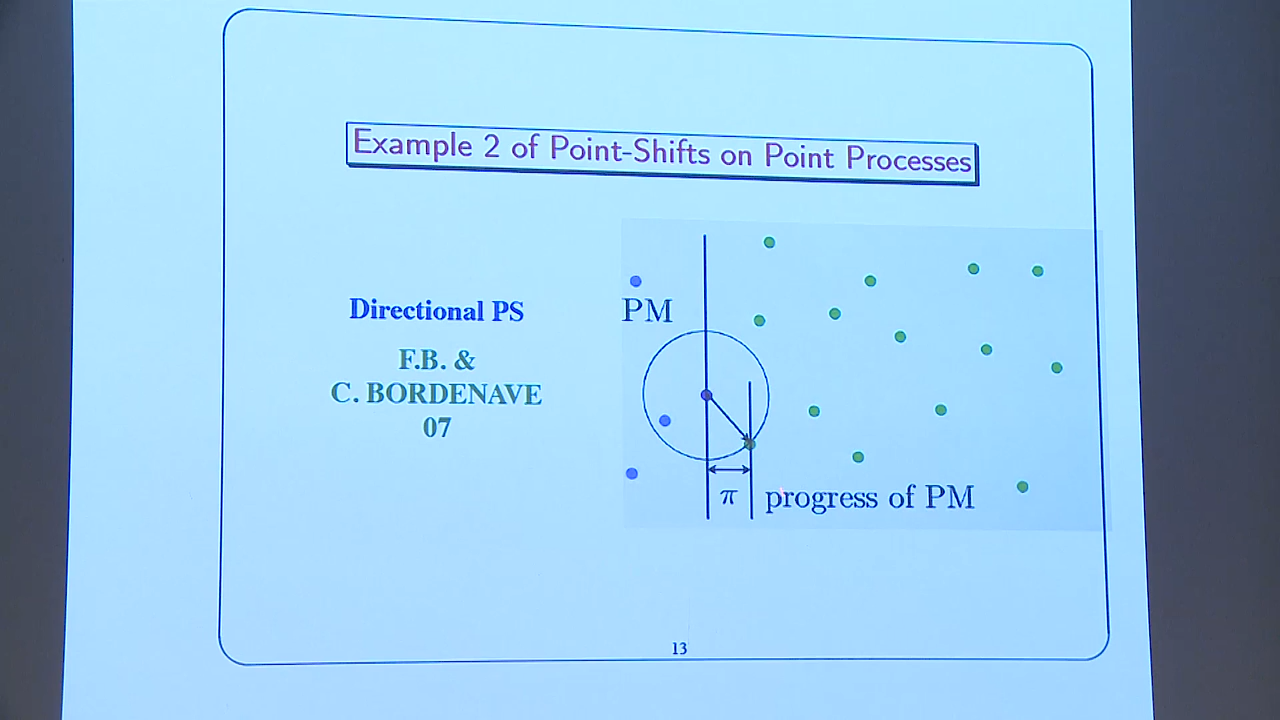 Example 2 of Point-Shifts on Point Processes
Directional PS
F.B. &
C. BORDENAVE
07
PM
π
progress of PM
13